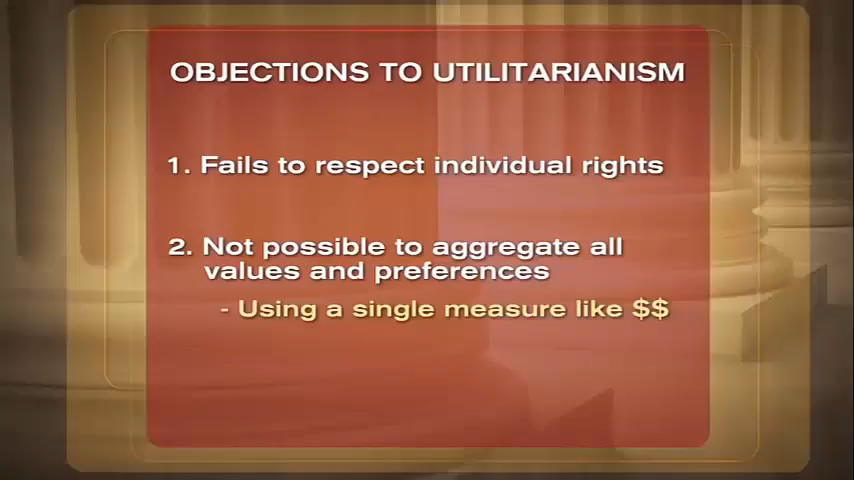 OBJECTIONS TO UTILITARIANISM
1. Fails to respect individual rights
2. Not possible to aggregate all
values and preferences
- Using a single measure like $$